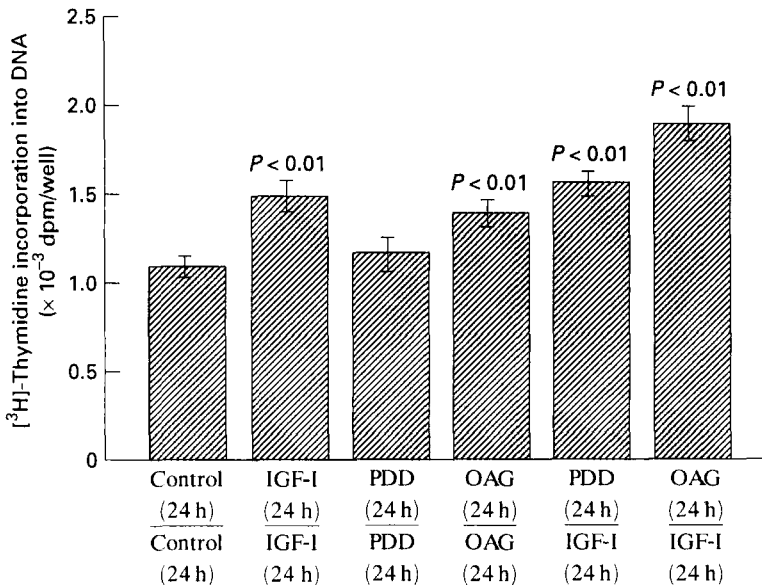 [³H]-Thymidine incorporation into DNA
(× 10⁻³ dpm/well)
2.5
2.0
1.5
1.0
0.5
0
P < 0.01
P < 0.01
P < 0.01
P < 0.01
Control IGF-I PDD OAG PDD OAG
(24 h) (24 h) (24 h) (24 h) (24 h) (24 h)
Control IGF-I PDD OAG IGF-I IGF-I
(24 h) (24 h) (24 h) (24 h) (24 h) (24 h)